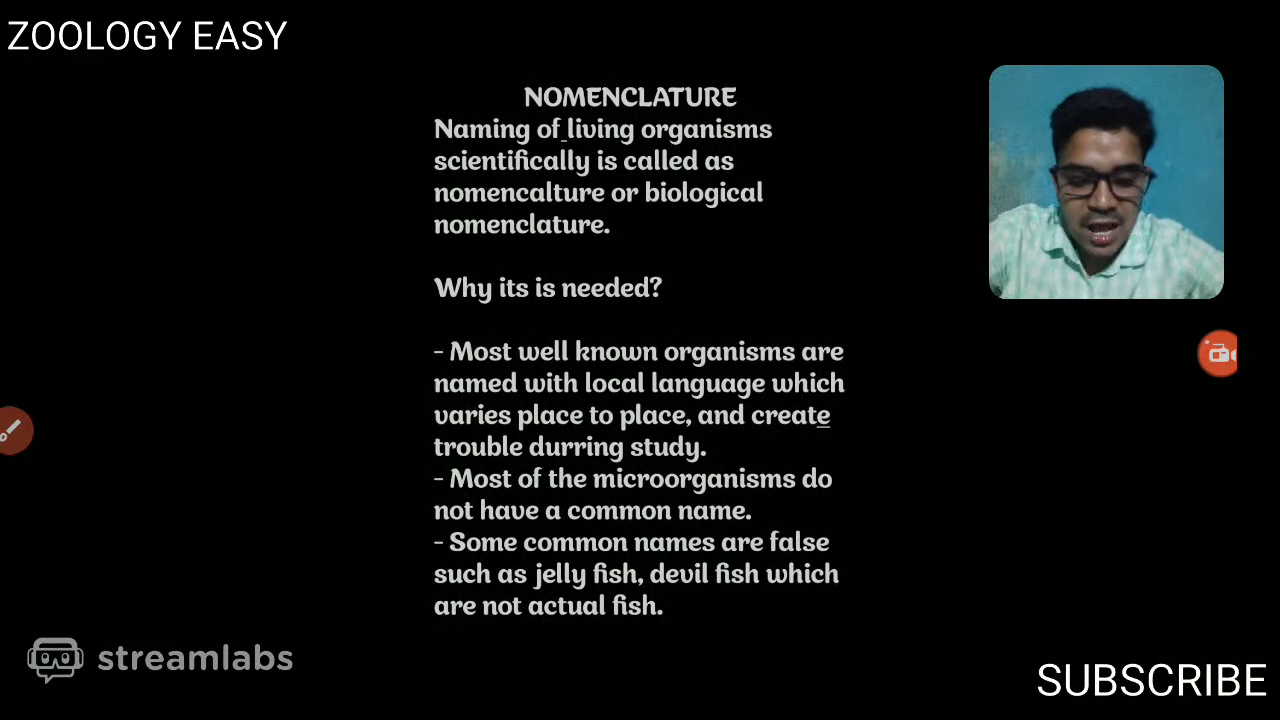 ZOOLOGY EASY
NOMENCLATURE
Naming of living organisms
scientifically is called as
nomencalture or biological
nomenclature.
Why its is needed?
- Most well known organisms are
named with local language which
varies place to place, and create
trouble durring study.
- Most of the microorganisms do
not have a common name.
- Some common names are false
such as jelly fish, devil fish which
are not actual fish.
streamlabs
SUBSCRIBE